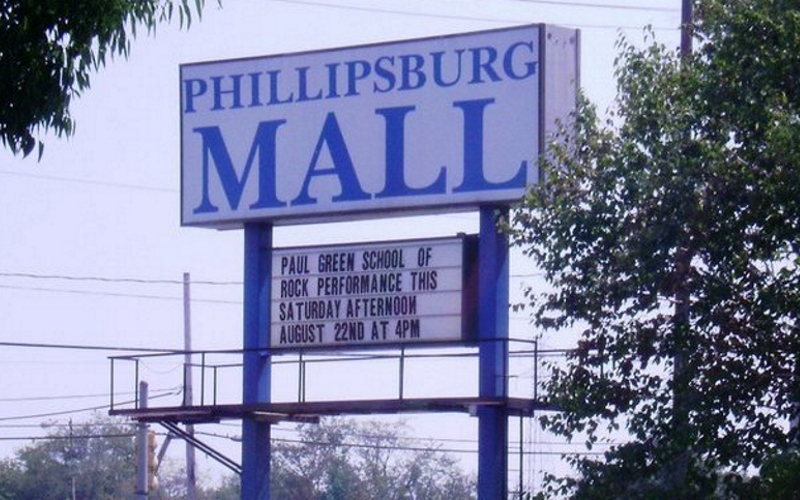 PHILLIPSBURG
MALL
PAUL GREEN SCHOOL OF
ROCK PERFORMANCE THIS
SATURDAY AFTERNOON
AUGUST 22ND AT 4PM